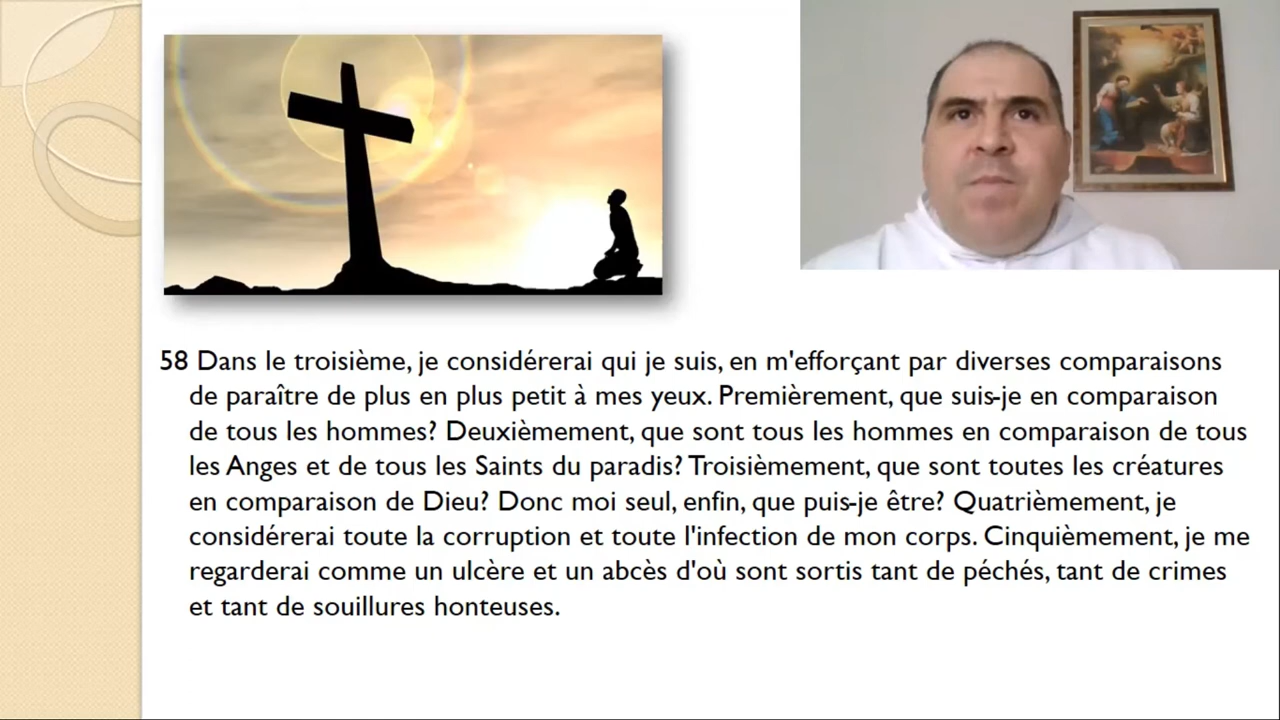 58 Dans le troisième, je considérerai qui je suis, en m'efforçant par diverses comparaisons
de paraître de plus en plus petit à mes yeux. Premièrement, que suis-je en comparaison
de tous les hommes? Deuxièmement, que sont tous les hommes en comparaison de tous
les Anges et de tous les Saints du paradis? Troisièmement, que sont toutes les créatures
en comparaison de Dieu? Donc moi seul, enfin, que puis-je être? Quatrièmement, je
considérerai toute la corruption et toute l'infection de mon corps. Cinquièmement, je me
regarderai comme un ulcère et un abcès d'où sont sortis tant de péchés, tant de crimes
et tant de souillures honteuses.